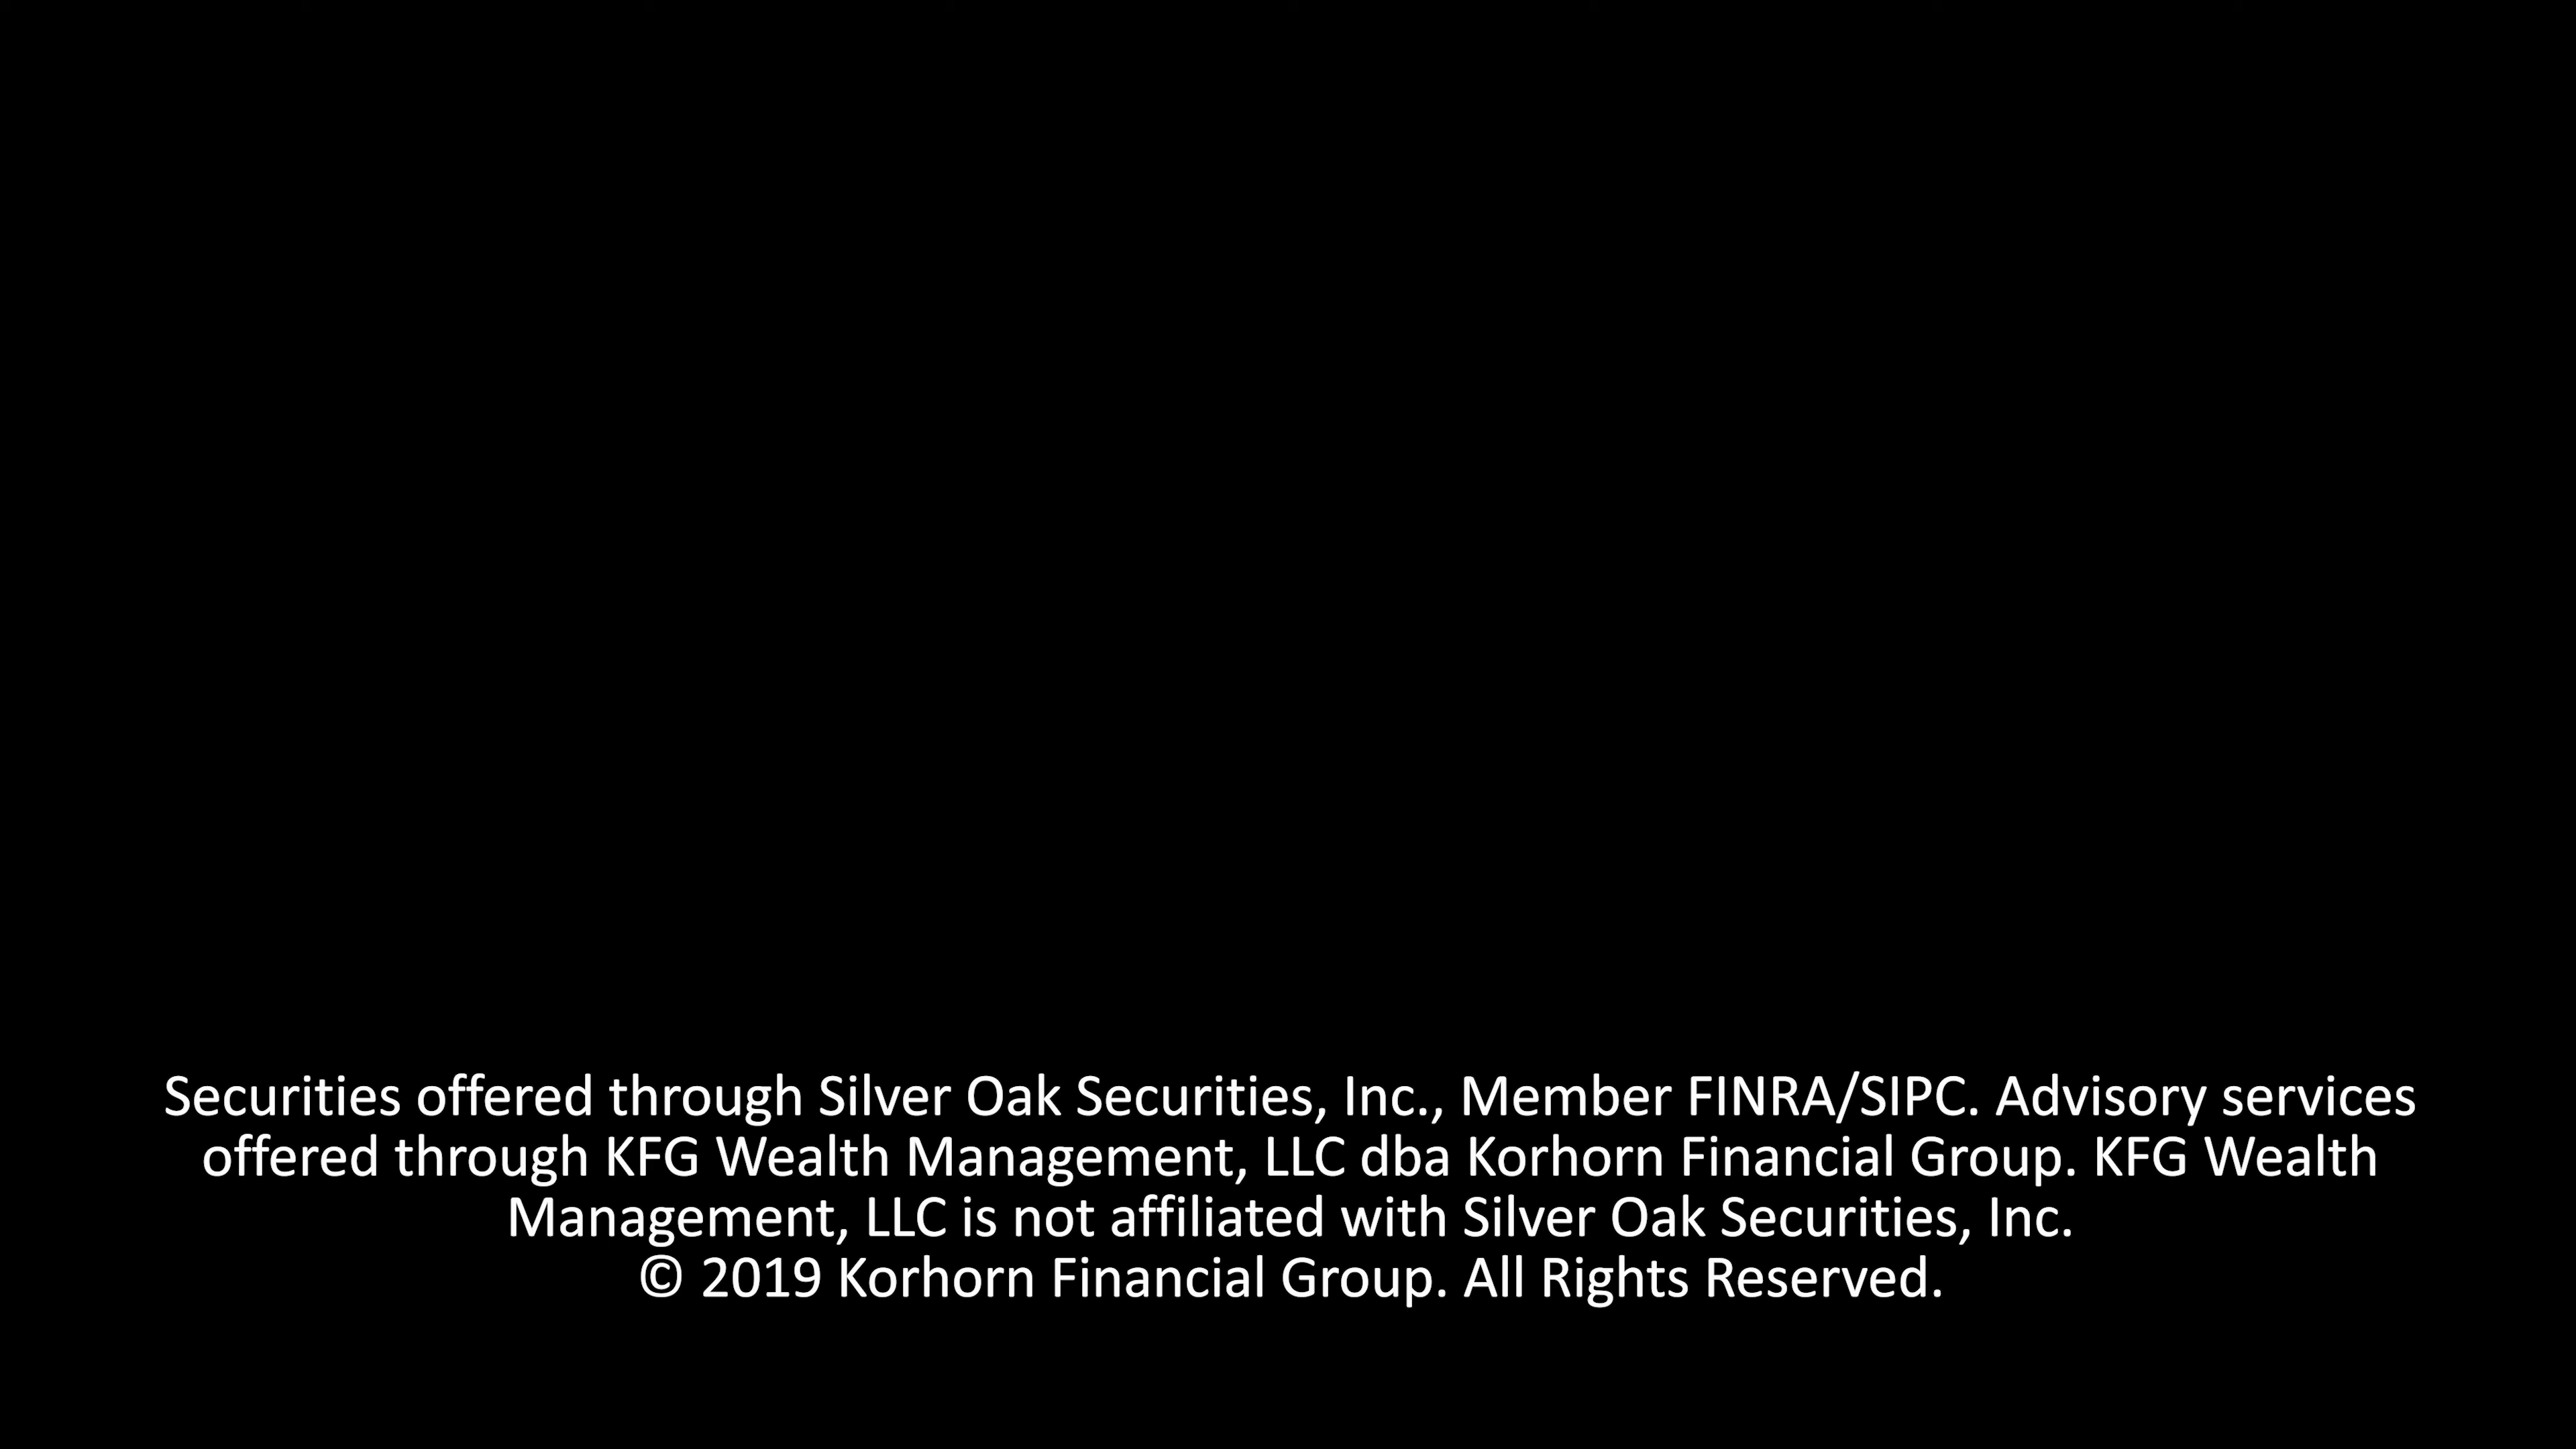 Securities offered through Silver Oak Securities, Inc., Member FINRA/SIPC. Advisory services
offered through KFG Wealth Management, LLC dba Korhorn Financial Group. KFG Wealth
Management, LLC is not affiliated with Silver Oak Securities, Inc.
© 2019 Korhorn Financial Group. All Rights Reserved.